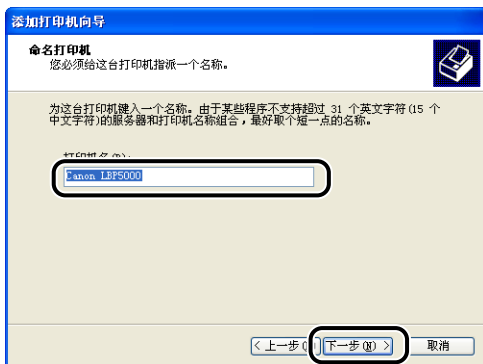 添加打印机向导
命名打印机
您必须给这台打印机指派一个名称。
为这台打印机键入一个名称。由于某些程序不支持超过 31 个英文字符(15 个
中文字符)的服务器和打印机名称组合，最好取个短一点的名称。
打印机名(P):
Canon LBP5000
< 上一步(
下一步(N) >
取消